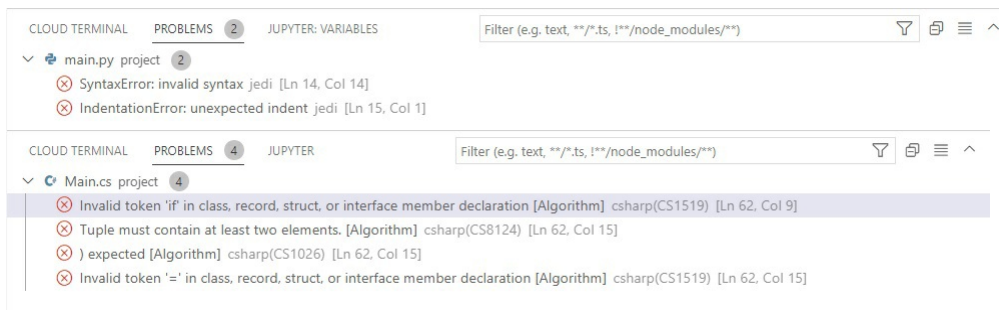 CLOUD TERMINAL PROBLEMS 2 JUPYTER: VARIABLES Filter (e.g. text, **/*.ts, !**/node_modules/**)
main.py project 2
SyntaxError: invalid syntax jedi [Ln 14, Col 14]
IndentationError: unexpected indent jedi [Ln 15, Col 1]
CLOUD TERMINAL PROBLEMS 4 JUPYTER Filter (e.g. text, **/*.ts, !**/node_modules/**)
Main.cs project 4
Invalid token 'if' in class, record, struct, or interface member declaration [Algorithm] csharp(CS1519) [Ln 62, Col 9]
Tuple must contain at least two elements. [Algorithm] csharp(CS8124) [Ln 62, Col 15]
) expected [Algorithm] csharp(CS1026) [Ln 62, Col 15]
Invalid token '=' in class, record, struct, or interface member declaration [Algorithm] csharp(CS1519) [Ln 62, Col 15]